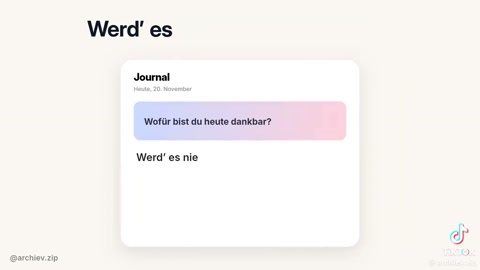 Werd’ es
Journal
Heute, 20. November
Wofür bist du heute dankbar?
Werd’ es nie
TikTok
@archiev.zip